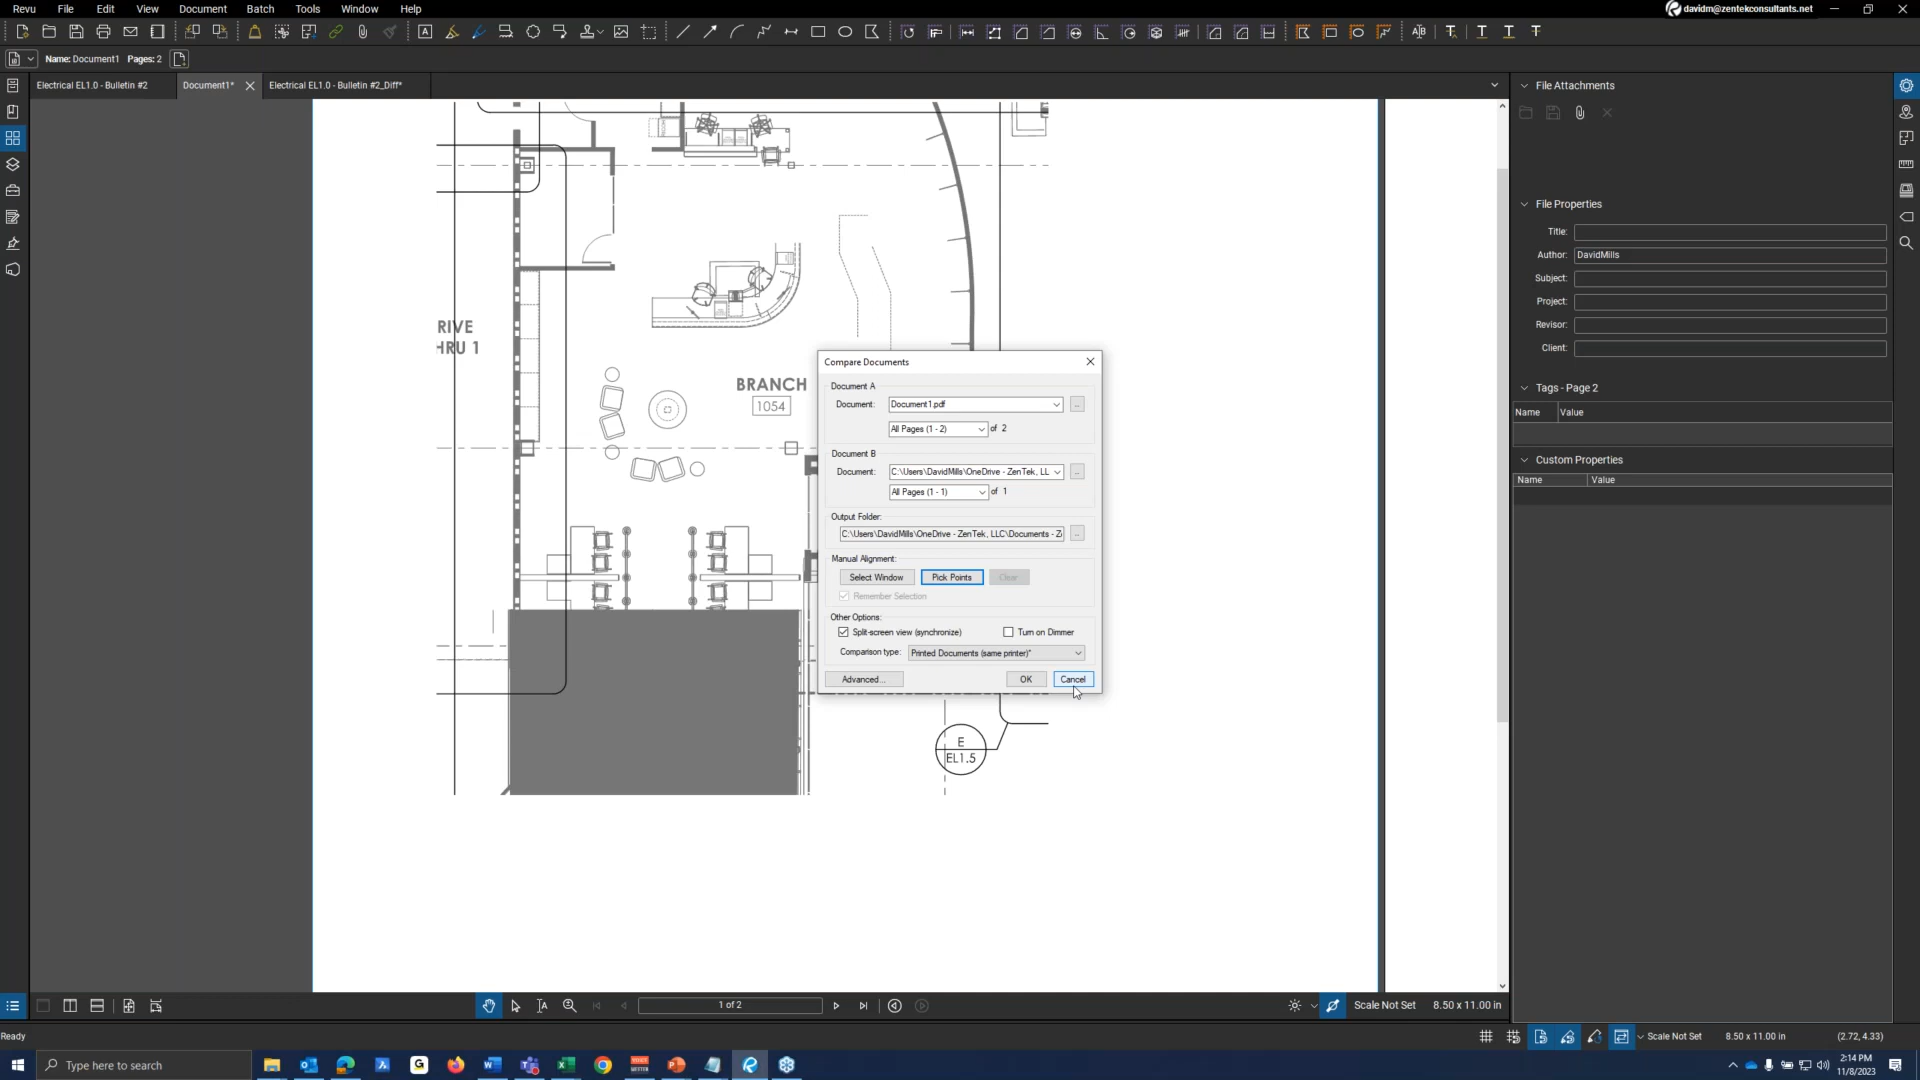 Revu File Edit View Document Batch Tools Window Help
davidm@zentekconsultants.net
Name: Document1 Pages: 2
Electrical EL1.0 - Bulletin #2
Document1*
Electrical EL1.0 - Bulletin #2_Diff*
RIVE
HRU 1
BRANCH
1054
E
EL1.5
Compare Documents
Document A
Document: Document1.pdf
All Pages (1 - 2) of 2
Document B
Document: C:\Users\DavidMills\OneDrive - ZenTek, LL
All Pages (1 - 1) of 1
Output Folder:
C:\Users\DavidMills\OneDrive - ZenTek, LLC\Documents - Z
Manual Alignment:
Select Window Pick Points Clear
Remember Selection
Other Options:
Split-screen view (synchronize) Turn on Dimmer
Comparison type: Printed Documents (same printer)*
Advanced... OK Cancel
File Attachments
File Properties
Title:
Author: DavidMills
Subject:
Project:
Revisor:
Client:
Tags - Page 2
Name Value
Custom Properties
Name Value
1 of 2
Scale Not Set 8.50 x 11.00 in
Ready
Scale Not Set 8.50 x 11.00 in (2.72, 4.33)
Type here to search
2:14 PM
11/8/2023